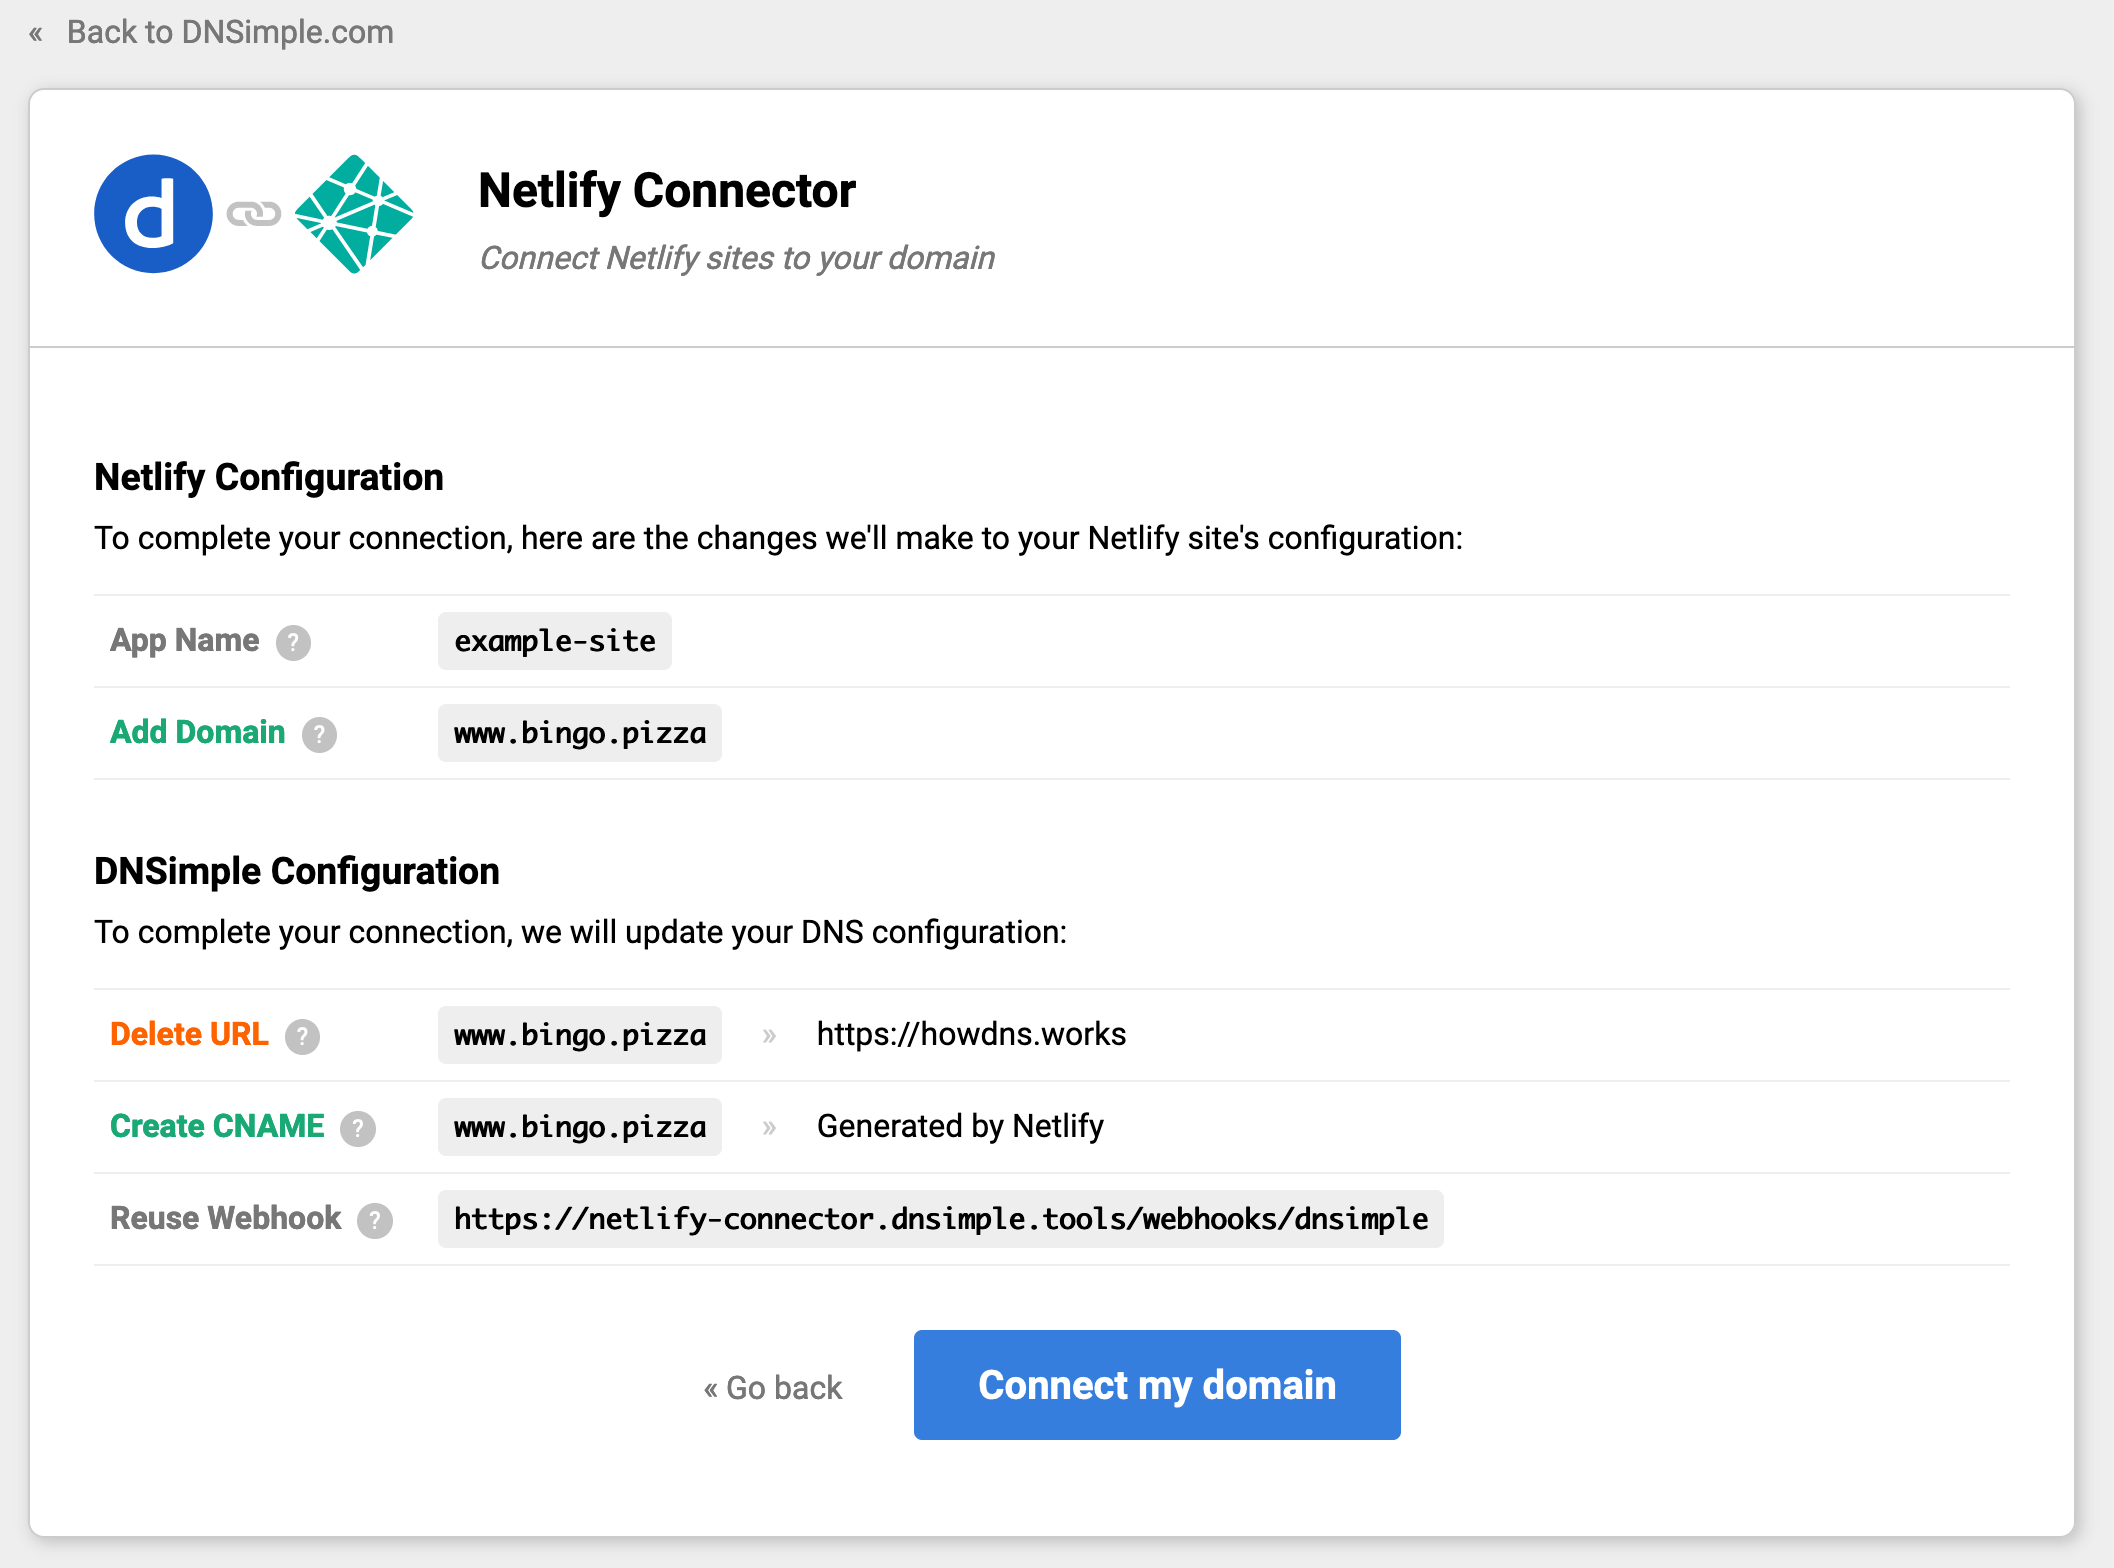 « Back to DNSimple.com
d
Netlify Connector
Connect Netlify sites to your domain
Netlify Configuration
To complete your connection, here are the changes we'll make to your Netlify site's configuration:
App Name ? example-site
Add Domain ? www.bingo.pizza
DNSimple Configuration
To complete your connection, we will update your DNS configuration:
Delete URL ? www.bingo.pizza » https://howdns.works
Create CNAME ? www.bingo.pizza » Generated by Netlify
Reuse Webhook ? https://netlify-connector.dnsimple.tools/webhooks/dnsimple
« Go back Connect my domain